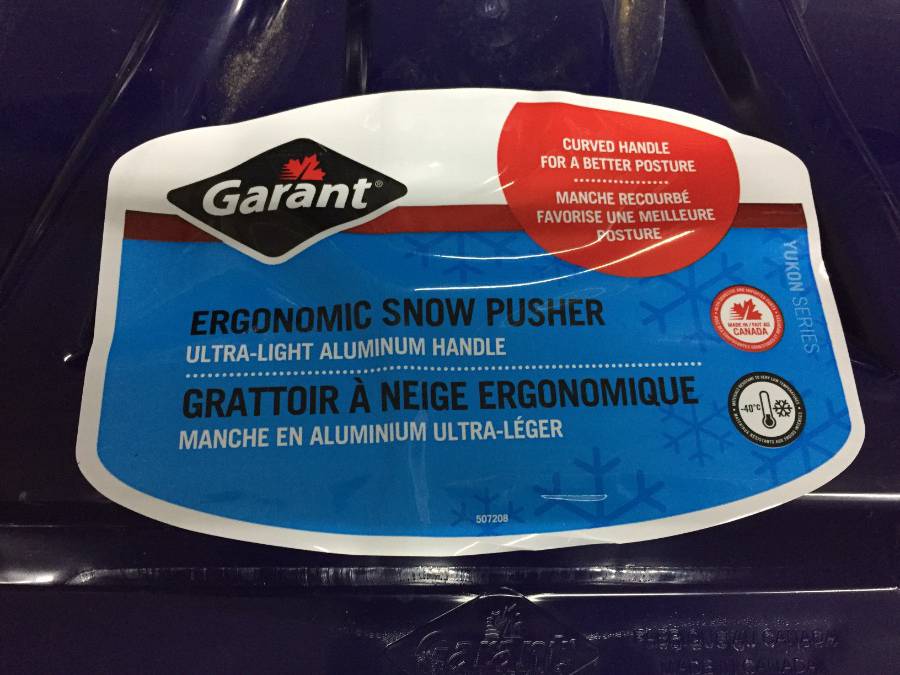 Garant®
CURVED HANDLE
FOR A BETTER POSTURE
MANCHE RECOURBÉ
FAVORISE UNE MEILLEURE
POSTURE
YUKON SERIES
ERGONOMIC SNOW PUSHER
ULTRA-LIGHT ALUMINUM HANDLE
MADE IN / FAIT AU
CANADA
GRATTOIR À NEIGE ERGONOMIQUE
MANCHE EN ALUMINIUM ULTRA-LÉGER
-40°C
507208
Garant
CANADA
MADE IN CANADA